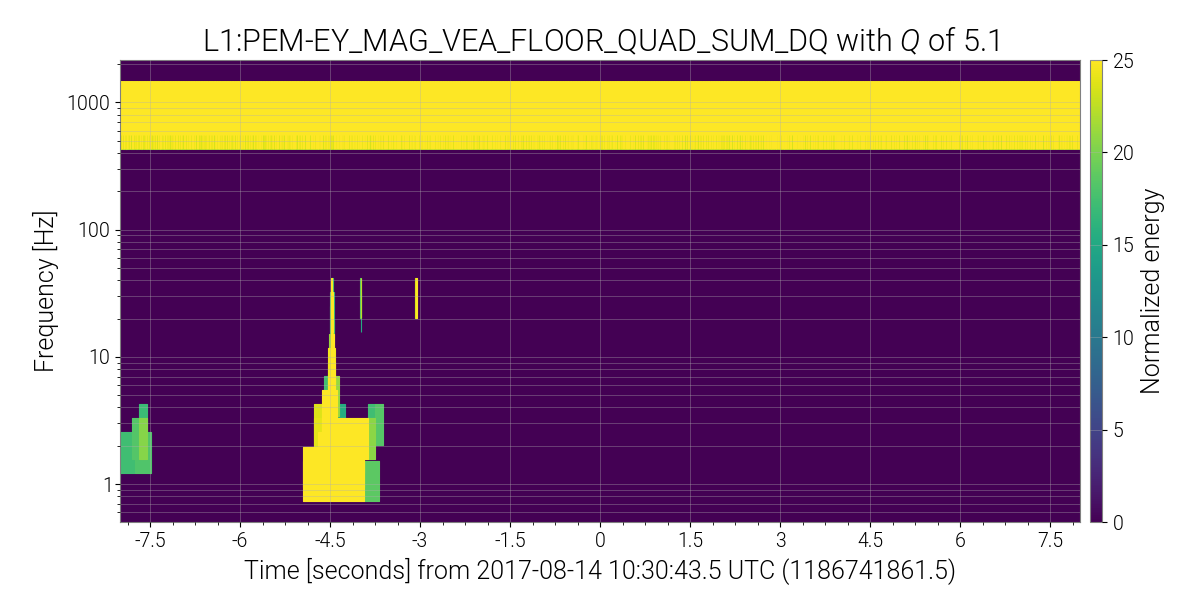 L1:PEM-EY_MAG_VEA_FLOOR_QUAD_SUM_DQ with Q of 5.1
Frequency [Hz]
1000
100
10
1
-7.5 -6 -4.5 -3 -1.5 0 1.5 3 4.5 6 7.5
Time [seconds] from 2017-08-14 10:30:43.5 UTC (1186741861.5)
25
20
15
10
5
0
Normalized energy